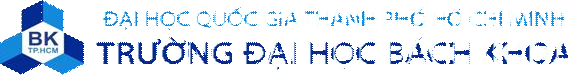 BK
TP.HCM
ĐẠI HỌC QUỐC GIA THÀNH PHỐ HỒ CHÍ MINH
TRƯỜNG ĐẠI HỌC BÁCH KHOA